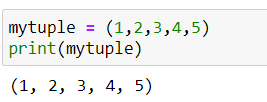 mytuple = (1,2,3,4,5)
print(mytuple)
(1, 2, 3, 4, 5)